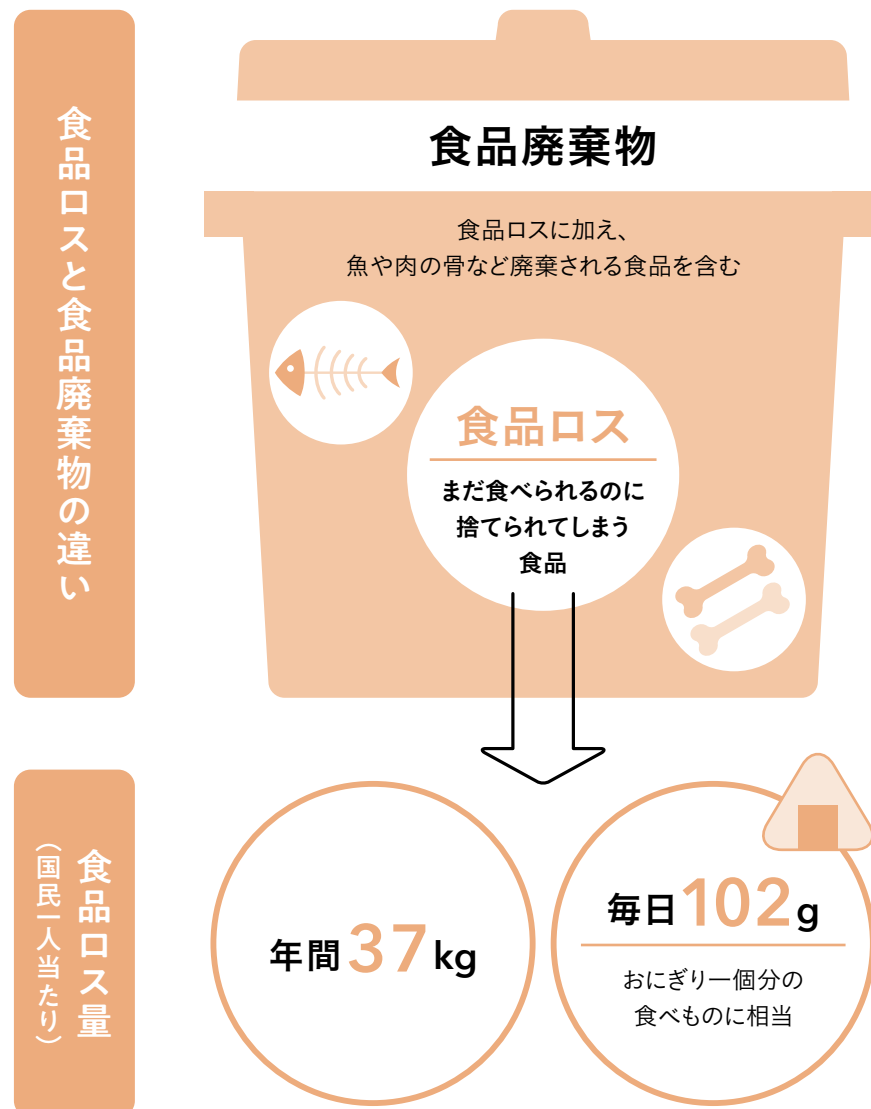 食品ロスと食品廃棄物の違い
食品廃棄物
食品ロスに加え、
魚や肉の骨など廃棄される食品を含む
食品ロス
まだ食べられるのに
捨てられてしまう
食品
食品ロス量
（国民一人当たり）
年間37kg
毎日102g
おにぎり一個分の
食べものに相当